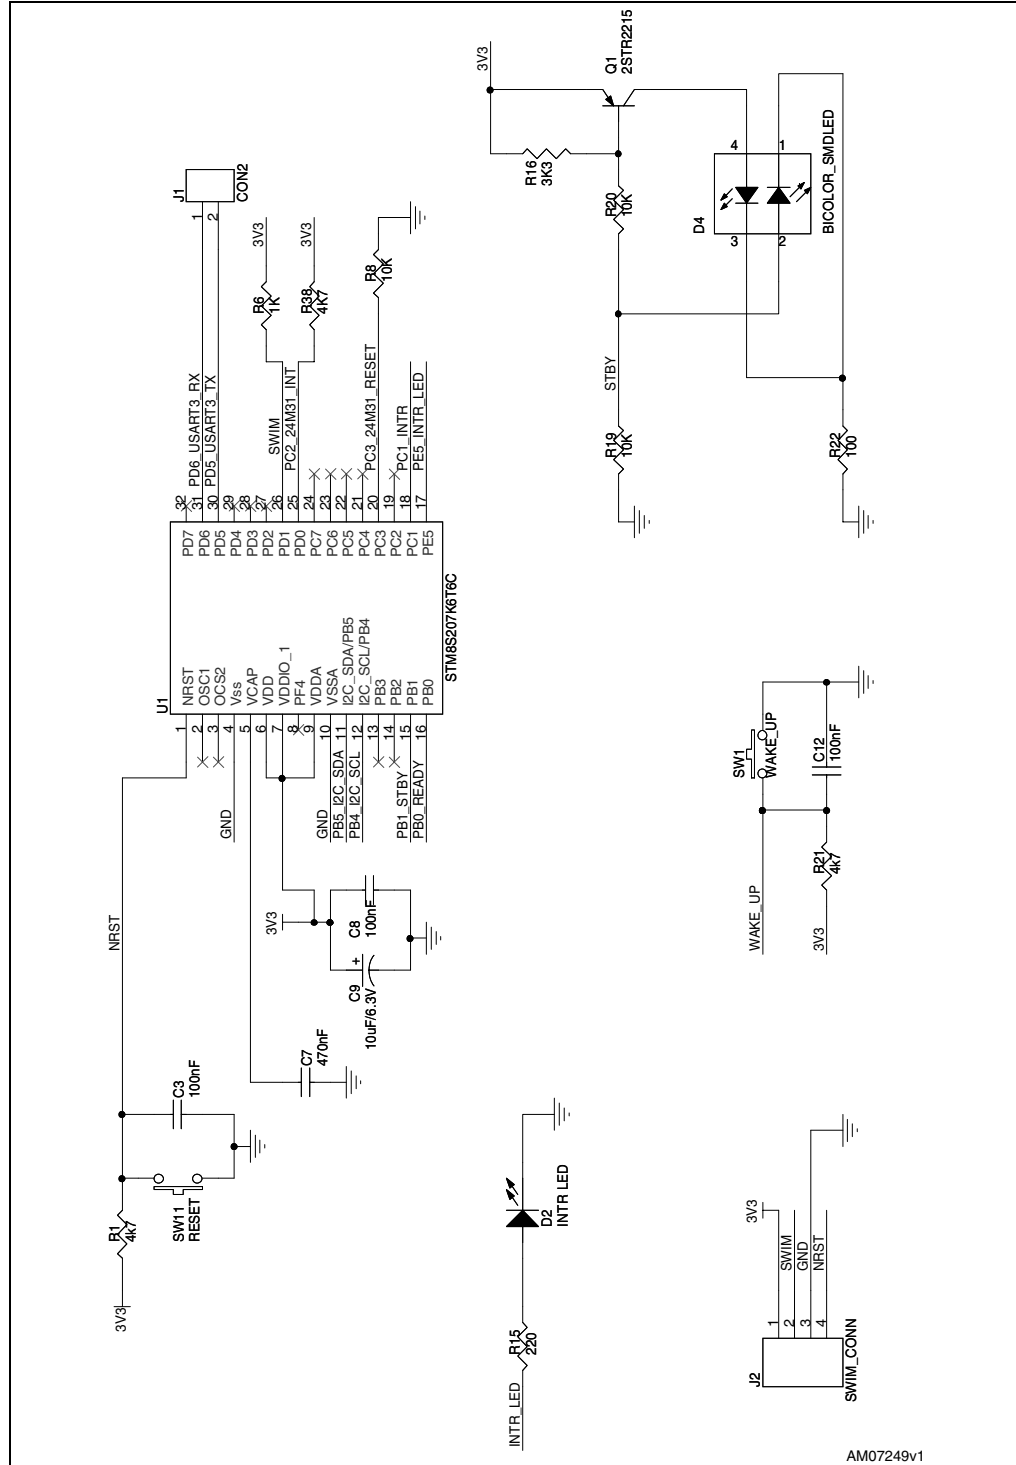 3V3
Q1
2STR2215
R16
3K3
R20
10K
4
1
3
2
D4
BICOLOR_SMDLED
STBY
R19
10K
R22
100
J1
CON2
1
2
3V3
3V3
R6
1K
R38
4K7
R8
10K
PD6_USART3_RX
PD5_USART3_TX
SWIM
PC2_24M31_INT
PC3_24M31_RESET
PC1_INTR
PE5_INTR_LED
32
31
30
29
28
27
26
25
24
23
22
21
20
19
18
17
PD7
PD6
PD5
PD4
PD3
PD2
PD1
PD0
PC7
PC6
PC5
PC4
PC3
PC2
PC1
PE5
U1
STM8S207K6T6C
NRST
OSC1
OCS2
Vss
VCAP
VDD
VDDIO_1
PF4
VDDA
VSSA
I2C_SDA/PB5
I2C_SCL/PB4
PB3
PB2
PB1
PB0
1
2
3
4
5
6
7
8
9
10
11
12
13
14
15
16
NRST
GND
GND
PB5_I2C_SDA
PB4_I2C_SCL
PB1_STBY
PB0_READY
3V3
C8
100nF
C9
+
10uF/6.3V
C7
470nF
C3
100nF
SW11
RESET
R1
4k7
3V3
SW1
WAKE_UP
C12
100nF
R21
4k7
WAKE_UP
3V3
D2
INTR LED
R15
220
INTR_LED
3V3
SWIM
GND
NRST
1
2
3
4
J2
SWIM_CONN
AM07249v1